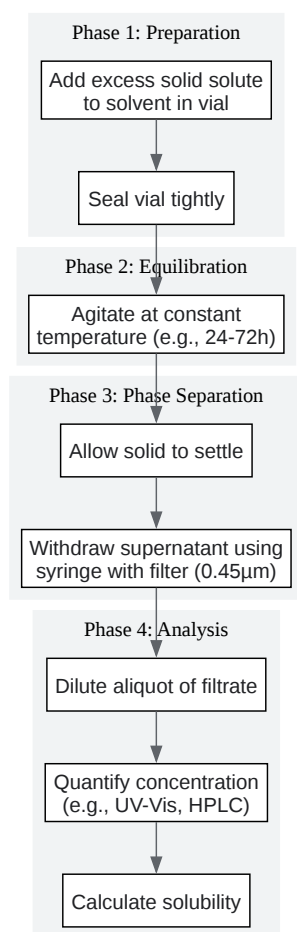 Phase 1: Preparation
Add excess solid solute
to solvent in vial
Seal vial tightly
Phase 2: Equilibration
Agitate at constant
temperature (e.g., 24-72h)
Phase 3: Phase Separation
Allow solid to settle
Withdraw supernatant using
syringe with filter (0.45µm)
Phase 4: Analysis
Dilute aliquot of filtrate
Quantify concentration
(e.g., UV-Vis, HPLC)
Calculate solubility